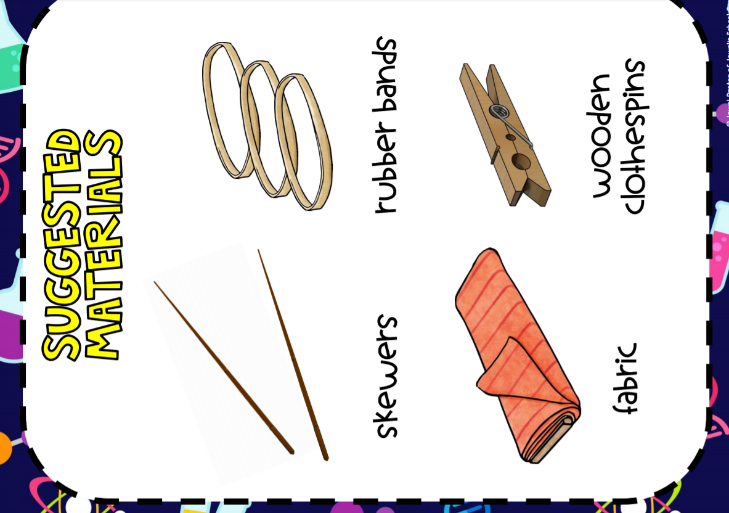 SUGGESTED
MATERIALS
skewers
rubber bands
fabric
wooden
clothespins